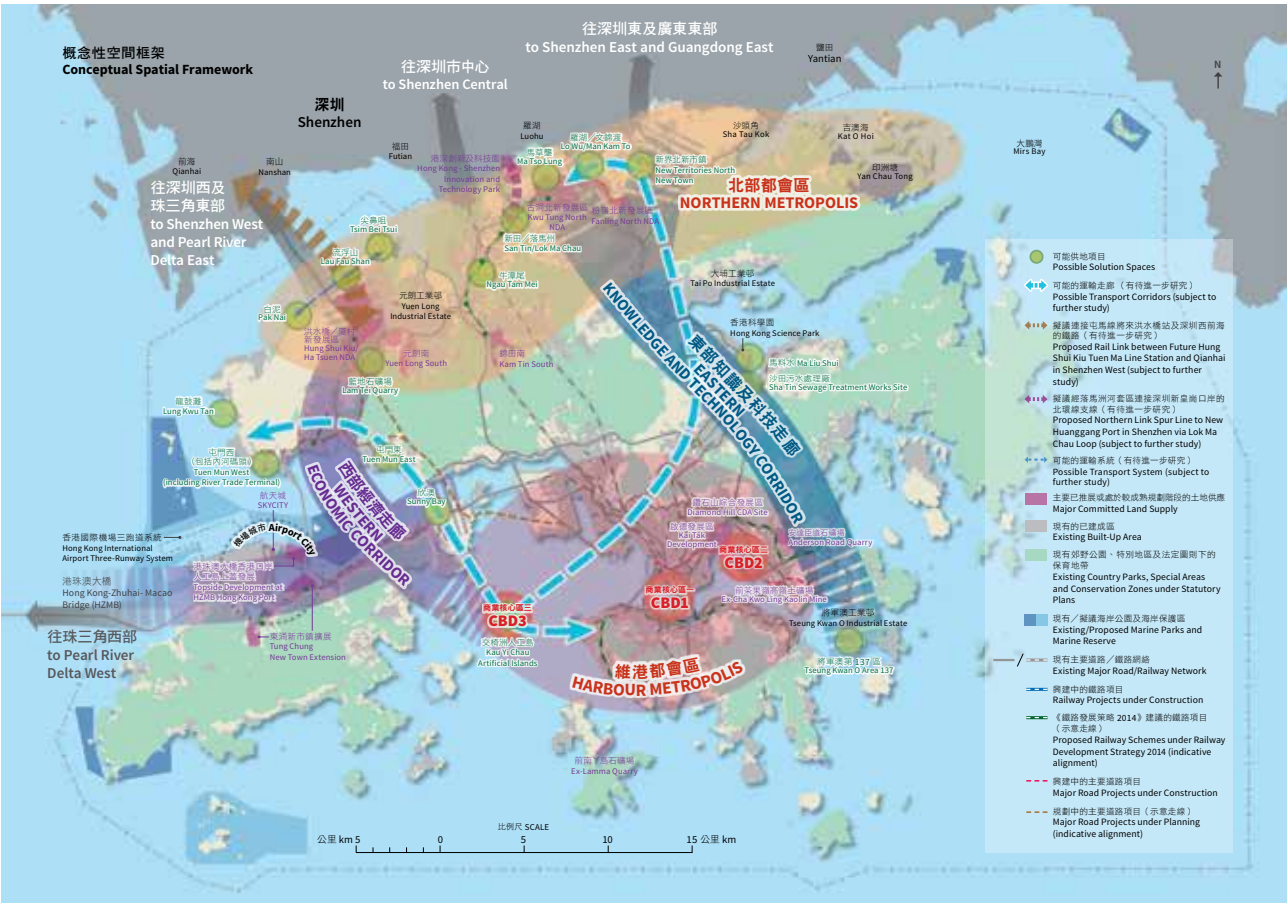 概念性空間框架
Conceptual Spatial Framework
往深圳東及廣東東部
to Shenzhen East and Guangdong East
往深圳市中心
to Shenzhen Central
鹽田
Yantian
N
深圳
Shenzhen
羅湖
Luohu
福田
Futian
前海
Qianhai
南山
Nanshan
往深圳西及
珠三角東部
to Shenzhen West
and Pearl River
Delta East
港深創新及科技園
Hong Kong - Shenzhen
Innovation and
Technology Park
馬草壟
Ma Tso Lung
羅湖／文錦渡
Lo Wu/Man Kam To
新界北新市鎮
New Territories North
New Town
沙頭角
Sha Tau Kok
吉澳海
Kat O Hoi
印洲塘
Yan Chau Tong
大鵬灣
Mirs Bay
北部都會區
NORTHERN METROPOLIS
古洞北新發展區
Kwu Tung North
NDA
粉嶺北新發展區
Fanling North NDA
新田／落馬州
San Tin/Lok Ma Chau
尖鼻咀
Tsim Bei Tsui
流浮山
Lau Fau Shan
牛潭尾
Ngau Tam Mei
白泥
Pak Nai
元朗工業邨
Yuen Long
Industrial Estate
洪水橋／厦村
新發展區
Hung Shui Kiu/
Ha Tsuen NDA
元朗南
Yuen Long South
錦田南
Kam Tin South
藍地石礦場
Lam Tei Quarry
龍鼓灘
Lung Kwu Tan
屯門西
（包括內河碼頭）
Tuen Mun West
(including River Trade Terminal)
屯門東
Tuen Mun East
大埔工業邨
Tai Po Industrial Estate
香港科學園
Hong Kong Science Park
馬料水 Ma Liu Shui
沙田污水處理廠
Sha Tin Sewage Treatment Works Site
東部知識及科技走廊
EASTERN
KNOWLEDGE AND TECHNOLOGY CORRIDOR
西部經濟走廊
WESTERN
ECONOMIC CORRIDOR
欣澳
Sunny Bay
航天城
SKYCITY
機場城市 Airport City
香港國際機場三跑道系統
Hong Kong International
Airport Three-Runway System
港珠澳大橋
Hong Kong-Zhuhai- Macao
Bridge (HZMB)
往珠三角西部
to Pearl River
Delta West
港珠澳大橋香港口岸
人工島上蓋發展
Topside Development at
HZMB Hong Kong Port
東涌新市鎮擴展
Tung Chung
New Town Extension
鑽石山綜合發展區
Diamond Hill CDA Site
啟德發展區
Kai Tak
Development
安達臣道石礦場
Anderson Road Quarry
商業核心區二
CBD2
商業核心區一
CBD1
商業核心區三
CBD3
前茶果嶺高嶺土礦場
Ex-Cha Kwo Ling Kaolin Mine
將軍澳工業邨
Tseung Kwan O Industrial Estate
將軍澳第 137 區
Tseung Kwan O Area 137
交椅洲人工島
Kau Yi Chau
Artificial Islands
維港都會區
HARBOUR METROPOLIS
前南丫島石礦場
Ex-Lamma Quarry
比例尺 SCALE
公里 km 5 0 5 10 15 公里 km
可能供地項目
Possible Solution Spaces
可能的運輸走廊（有待進一步研究）
Possible Transport Corridors (subject to
further study)
擬議連接屯馬線將來洪水橋站及深圳西前海
的鐵路（有待進一步研究）
Proposed Rail Link between Future Hung
Shui Kiu Tuen Ma Line Station and Qianhai
in Shenzhen West (subject to further
study)
擬議經落馬洲河套區連接深圳新皇崗口岸的
北環線支線（有待進一步研究）
Proposed Northern Link Spur Line to New
Huanggang Port in Shenzhen via Lok Ma
Chau Loop (subject to further study)
可能的運輸系統（有待進一步研究）
Possible Transport System (subject to
further study)
主要已推展或處於較成熟規劃階段的土地供應
Major Committed Land Supply
現有的已建成區
Existing Built-Up Area
現有郊野公園、特別地區及法定圖則下的
保育地帶
Existing Country Parks, Special Areas
and Conservation Zones under Statutory
Plans
現有／擬議海岸公園及海岸保護區
Existing/Proposed Marine Parks and
Marine Reserve
現有主要道路／鐵路網絡
Existing Major Road/Railway Network
興建中的鐵路項目
Railway Projects under Construction
《鐵路發展策略 2014》建議的鐵路項目
（示意走線）
Proposed Railway Schemes under Railway
Development Strategy 2014 (indicative
alignment)
興建中的主要道路項目
Major Road Projects under Construction
規劃中的主要道路項目（示意走線）
Major Road Projects under Planning
(indicative alignment)